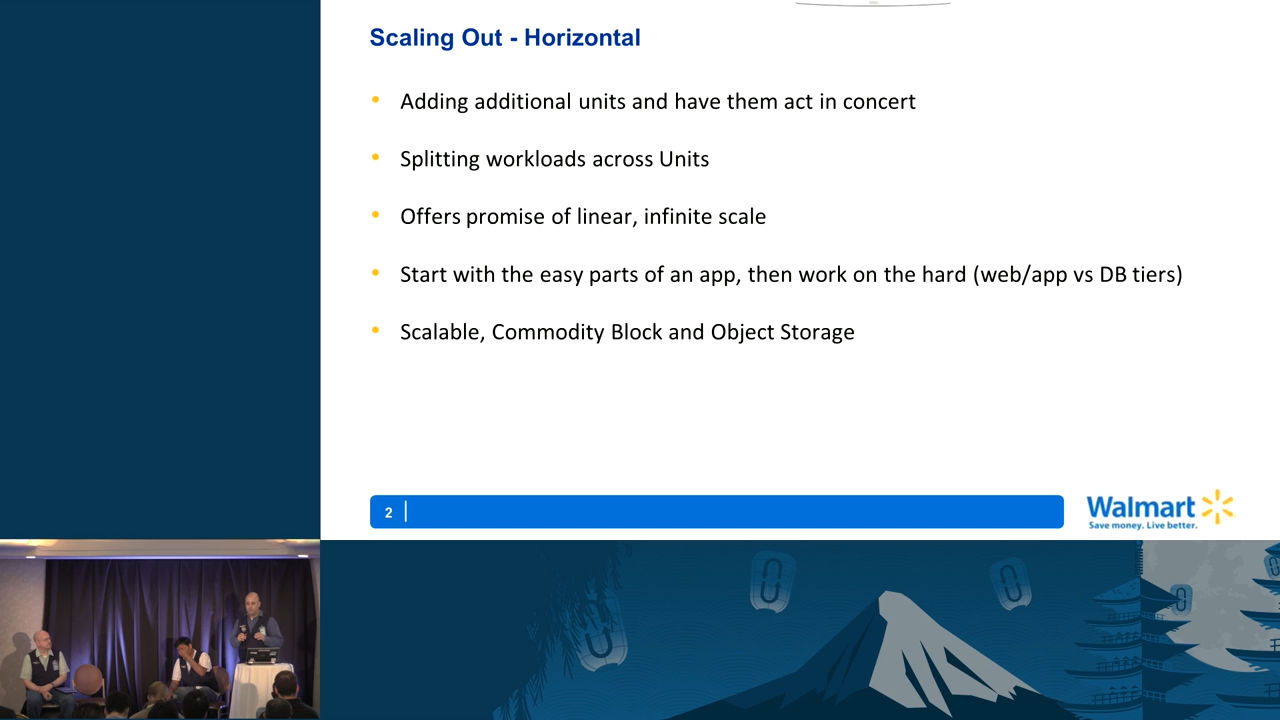 Scaling Out - Horizontal
Adding additional units and have them act in concert
Splitting workloads across Units
Offers promise of linear, infinite scale
Start with the easy parts of an app, then work on the hard (web/app vs DB tiers)
Scalable, Commodity Block and Object Storage
2
Walmart
Save money. Live better.